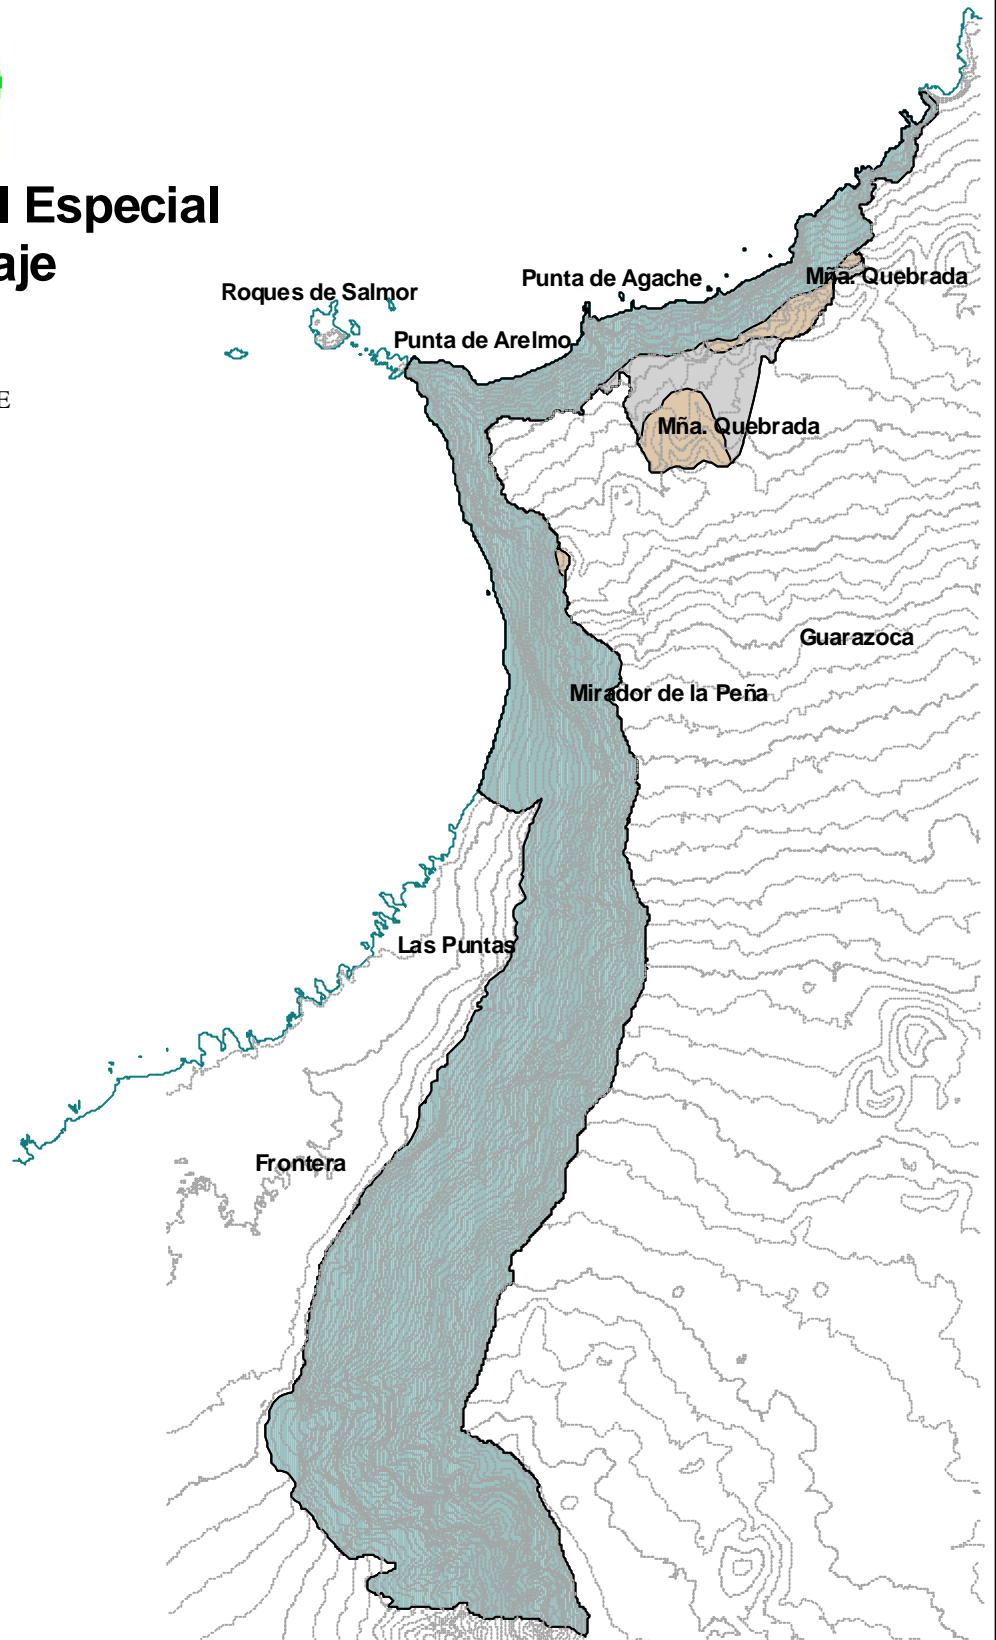 l Especial
aje
E
Mña. Quebrada
Punta de Agache
Roques de Salmor
Punta de Arelmo
Mña. Quebrada
Guarazoca
Mirador de la Peña
Las Puntas
Frontera